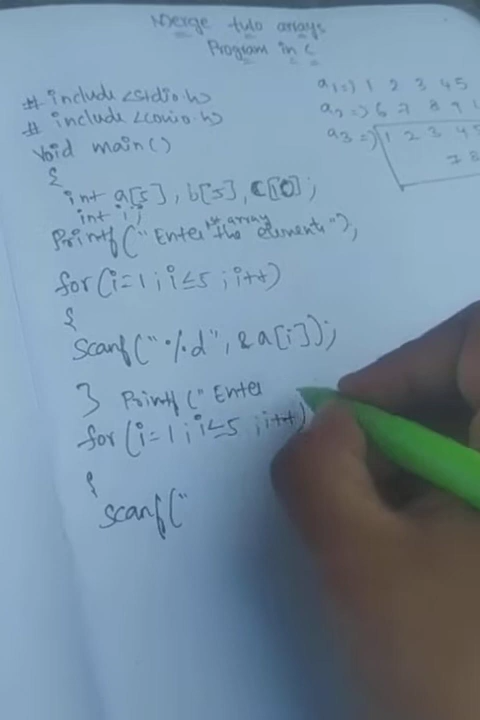 Merge two arrays
Program in C
# include <stdio.h>
# include <conio.h>
void main()
{
int a[5], b[5], c[10];
int i;
1st array
Printf("Enter the elements");
for(i=1; i≤5; i++)
{
scanf("%d", &a[i]);
} Printf("Enter
for(i=1; i≤5; i++)
{
scanf("
a1=) 1 2 3 4 5
a2=) 6 7 8 9 1
a3=) 1 2 3 4 5
7 8